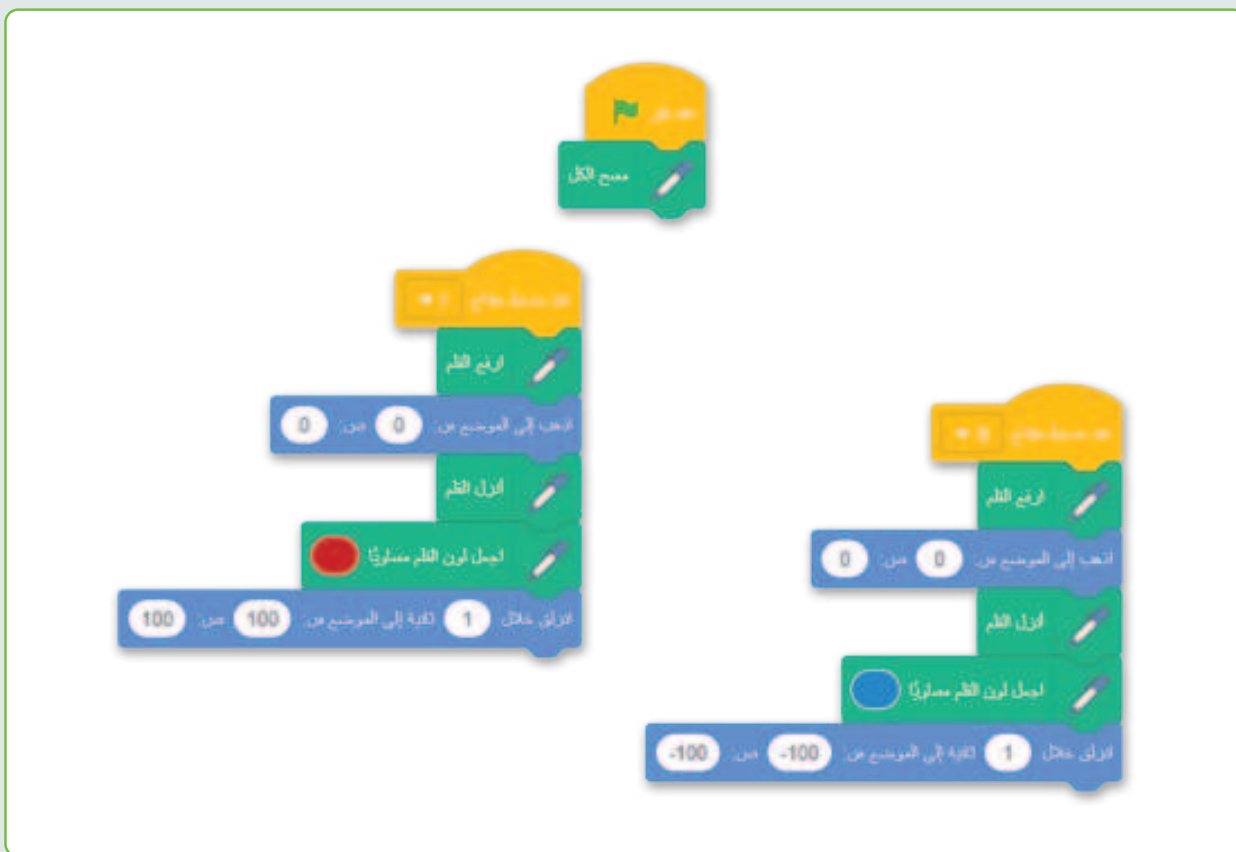 مسح الكل
ارفع القلم
اذهب إلى الموضع س: 0 ص: 0
أنزل القلم
اجعل لون القلم مساويًا
انزلق خلال 1 ثانية إلى الموضع س: 100 ص: 100
ارفع القلم
اذهب إلى الموضع س: 0 ص: 0
أنزل القلم
اجعل لون القلم مساويًا
انزلق خلال 1 ثانية إلى الموضع س: -100 ص: -100